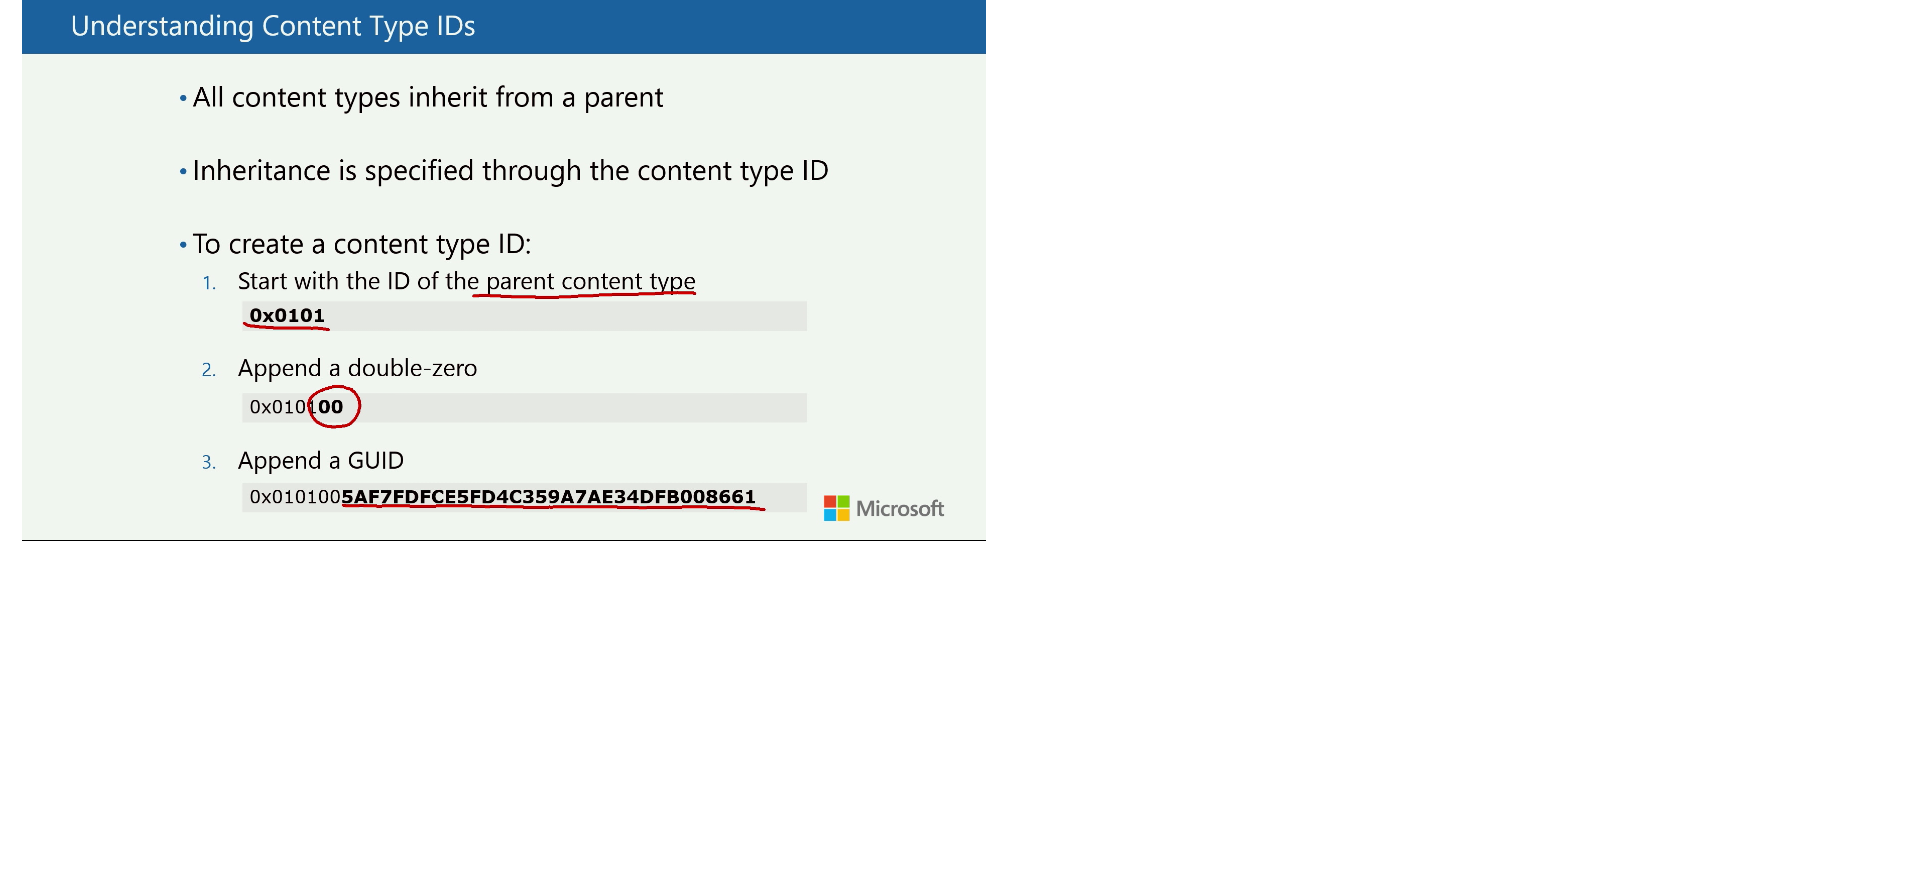 Understanding Content Type IDs
• All content types inherit from a parent
• Inheritance is specified through the content type ID
• To create a content type ID:
1. Start with the ID of the parent content type
0x0101
2. Append a double-zero
0x010100
3. Append a GUID
0x0101005AF7FDFCE5FD4C359A7AE34DFB008661
Microsoft